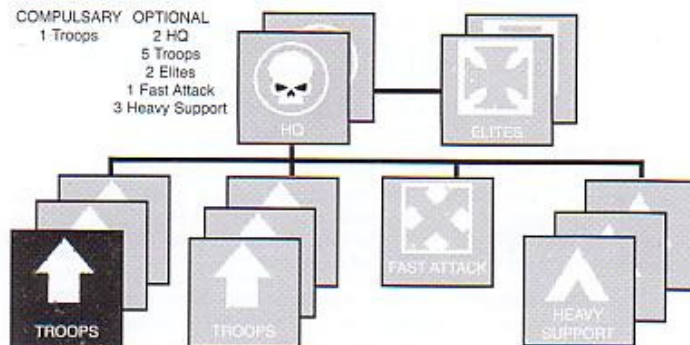 COMPULSARY OPTIONAL
1 Troops 2 HQ
5 Troops
2 Elites
1 Fast Attack
3 Heavy Support
HQ
ELITES
TROOPS
TROOPS
FAST ATTACK
HEAVY
SUPPORT